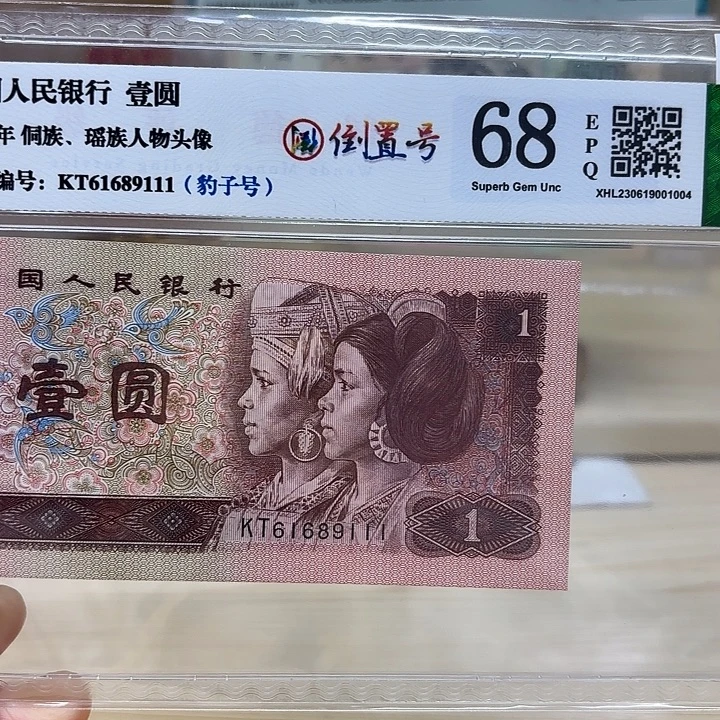 人民银行 壹圆
年 侗族、瑶族人物头像
编号：KT61689111（豹子号）
倒置号
68
Superb Gem Unc
EPQ
XHL230619001004
国人民银行
1
壹圆
KT61689111
1